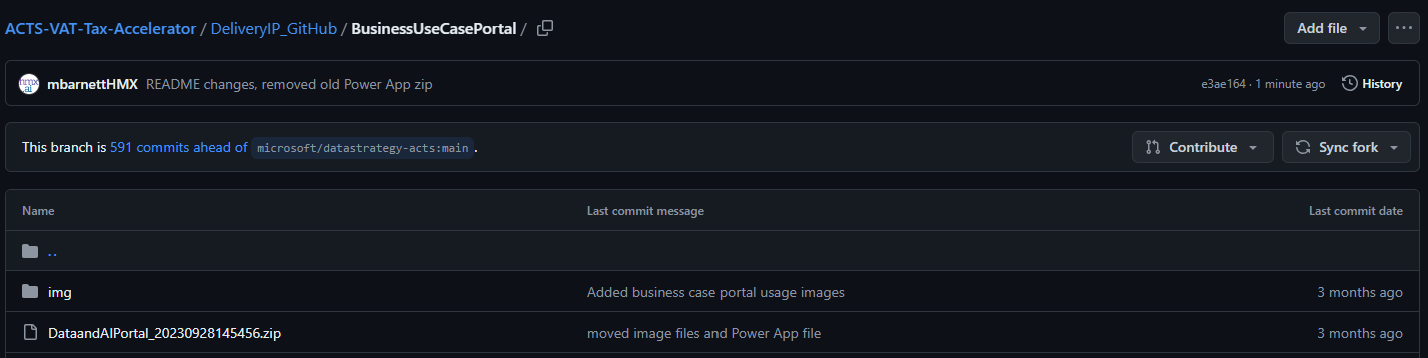 ACTS-VAT-Tax-Accelerator / DeliveryIP_GitHub / BusinessUseCasePortal / Add file ...
hmx ai mbarnettHMX README changes, removed old Power App zip e3ae164 · 1 minute ago History
This branch is 591 commits ahead of microsoft/datastrategy-acts:main . Contribute Sync fork
Name Last commit message Last commit date
..
img Added business case portal usage images 3 months ago
DataandAIPortal_20230928145456.zip moved image files and Power App file 3 months ago